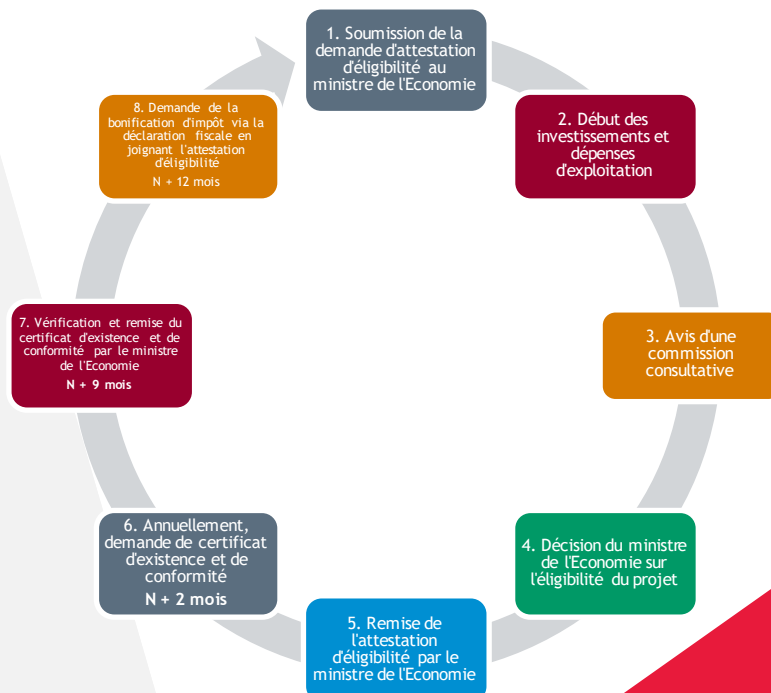 1. Soumission de la
demande d'attestation
d'éligibilité au
ministre de l'Economie
2. Début des
investissements et
dépenses
d'exploitation
3. Avis d'une
commission
consultative
4. Décision du ministre
de l'Economie sur
l'éligibilité du projet
5. Remise de
l'attestation
d'éligibilité par le
ministre de l'Economie
6. Annuellement,
demande de certificat
d'existence et de
conformité
N + 2 mois
7. Vérification et remise du
certificat d'existence et de
conformité par le ministre
de l'Economie
N + 9 mois
8. Demande de la
bonification d'impôt via la
déclaration fiscale en
joignant l'attestation
d'éligibilité
N + 12 mois